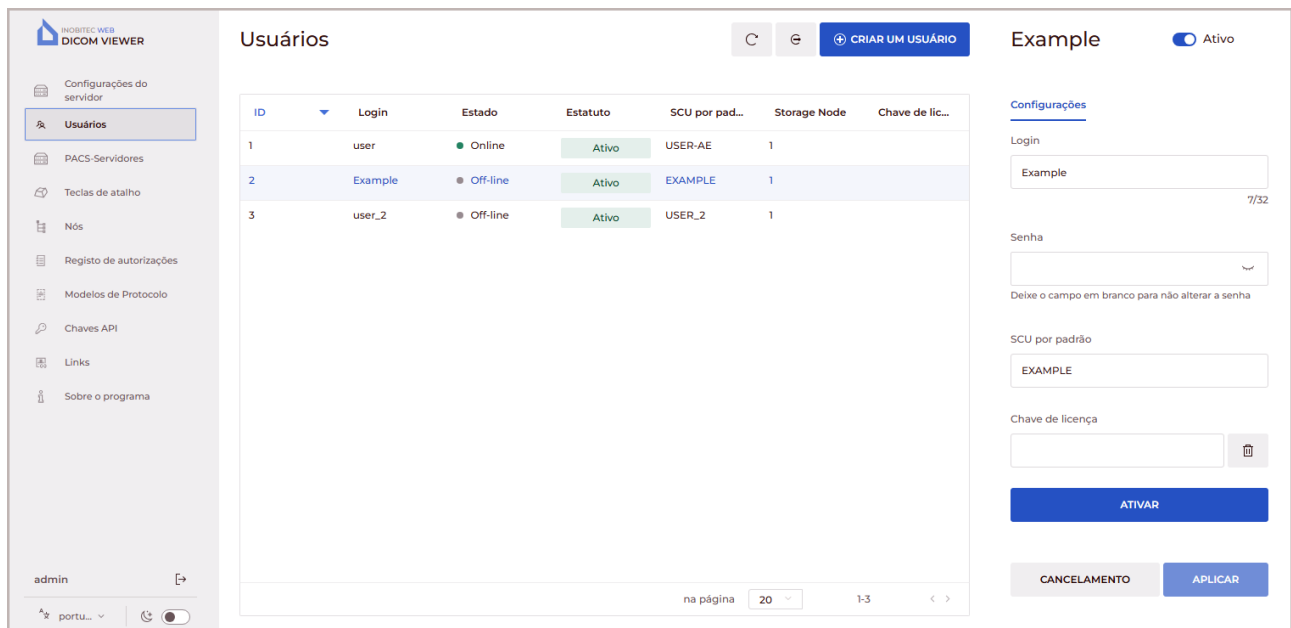 INOBITEC WEB
DICOM VIEWER
Configurações do
servidor
Usuários
PACS-Servidores
Teclas de atalho
Nós
Registo de autorizações
Modelos de Protocolo
Chaves API
Links
Sobre o programa
admin
portu...
Usuários
CRIAR UM USUÁRIO
ID Login Estado Estatuto SCU por pad... Storage Node Chave de lic...
1 user Online Ativo USER-AE 1
2 Example Off-line Ativo EXAMPLE 1
3 user_2 Off-line Ativo USER_2 1
na página 20 1-3
Example Ativo
Configurações
Login
Example
7/32
Senha
Deixe o campo em branco para não alterar a senha
SCU por padrão
EXAMPLE
Chave de licença
ATIVAR
CANCELAMENTO APLICAR